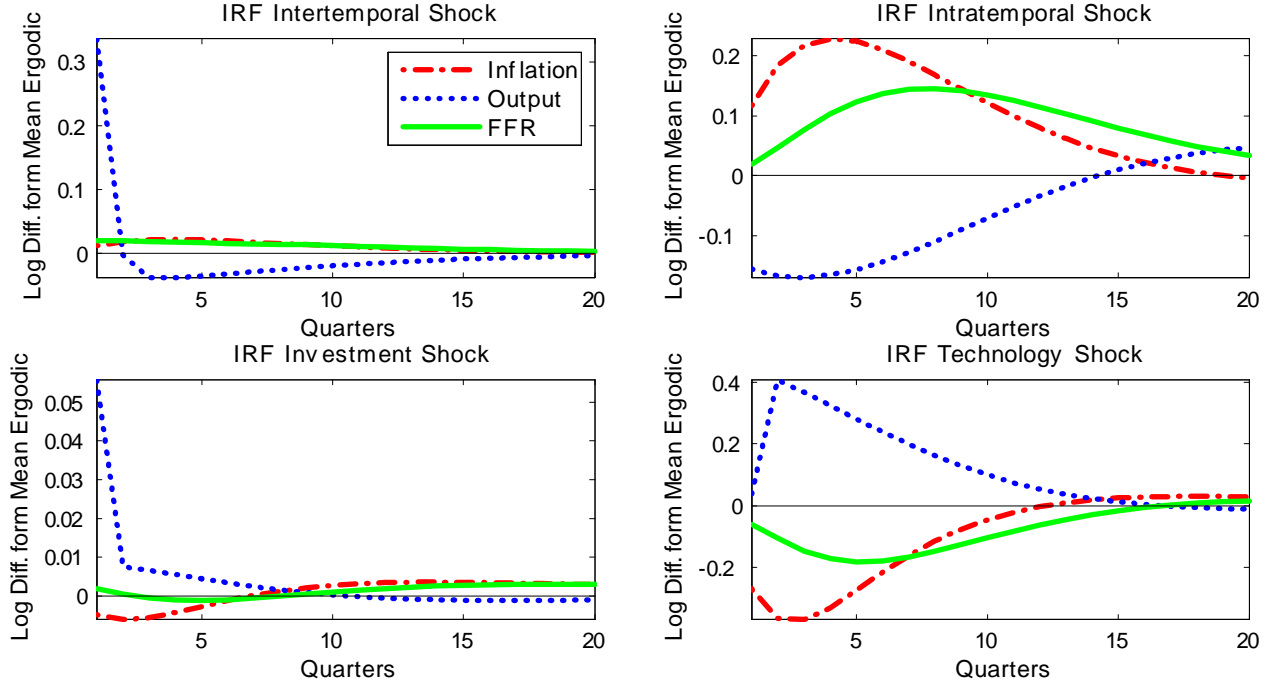 IRF Intertemporal Shock
Log Diff. form Mean Ergodic
0.3
0.2
0.1
0
5
10
15
20
Quarters
Inflation
Output
FFR
IRF Intratemporal Shock
Log Diff. form Mean Ergodic
0.2
0.1
0
-0.1
5
10
15
20
Quarters
IRF Investment Shock
Log Diff. form Mean Ergodic
0.05
0.04
0.03
0.02
0.01
0
5
10
15
20
Quarters
IRF Technology Shock
Log Diff. form Mean Ergodic
0.4
0.2
0
-0.2
5
10
15
20
Quarters